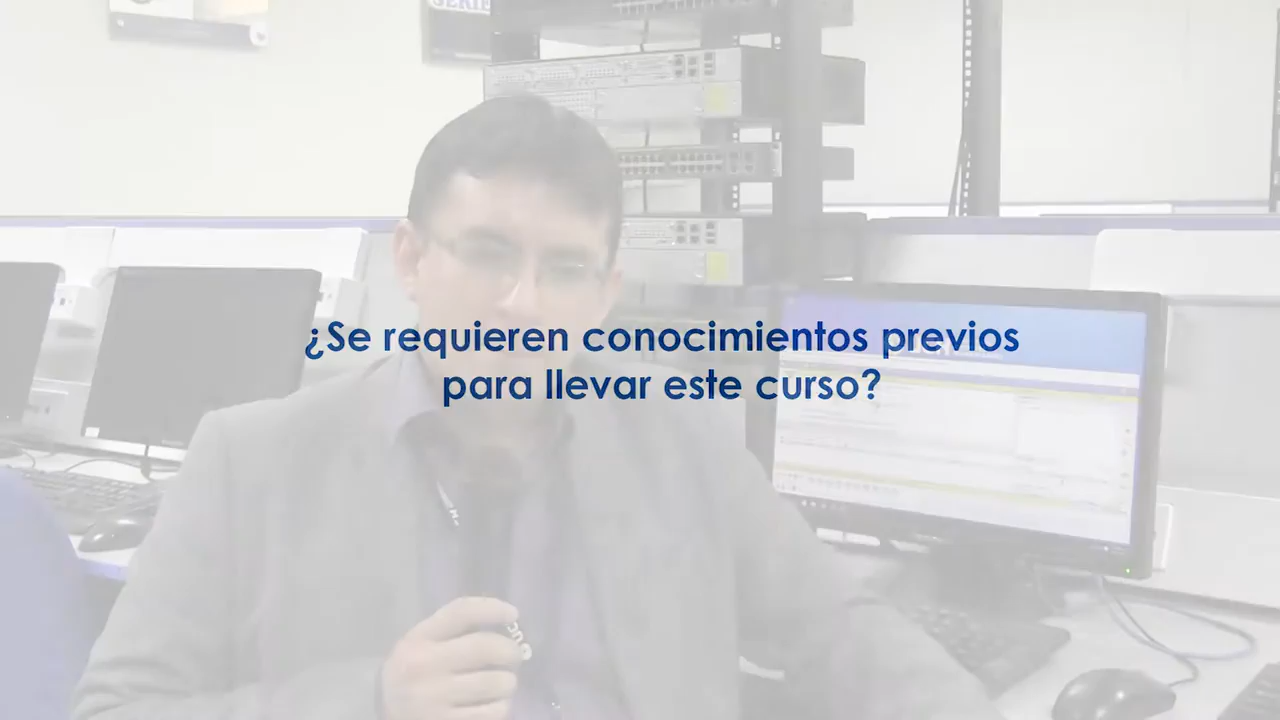 ¿Se requieren conocimientos previos
para llevar este curso?